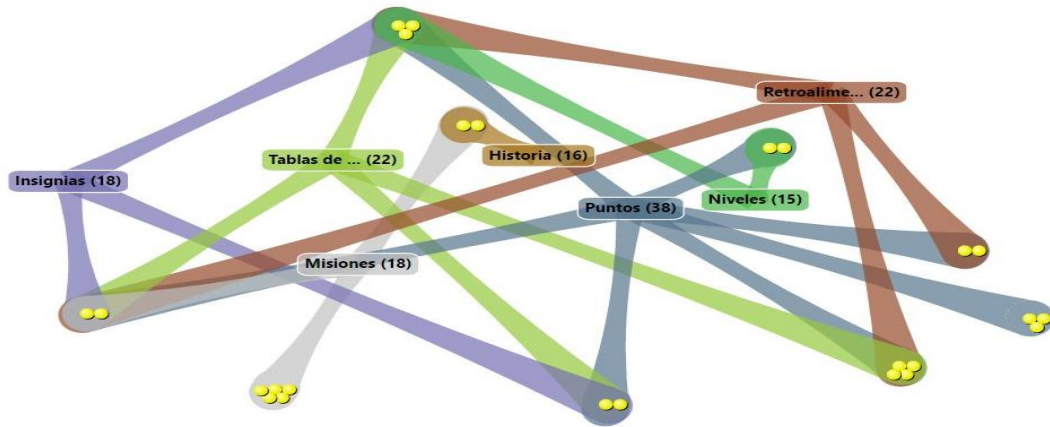 Retroalime... (22)
Historia (16)
Tablas de ... (22)
Insignias (18)
Niveles (15)
Puntos (38)
Misiones (18)